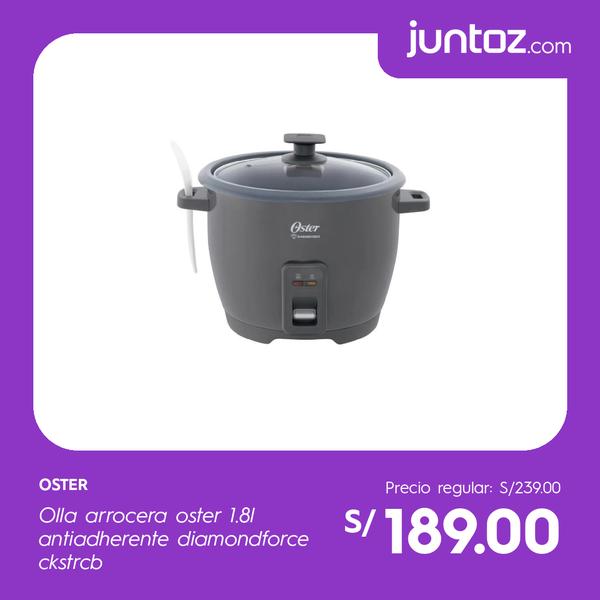 juntoz.com
Oster
OSTER
Olla arrocera oster 1.8l
antiadherente diamondforce
ckstrcb
Precio regular: S/239.00
S/189.00